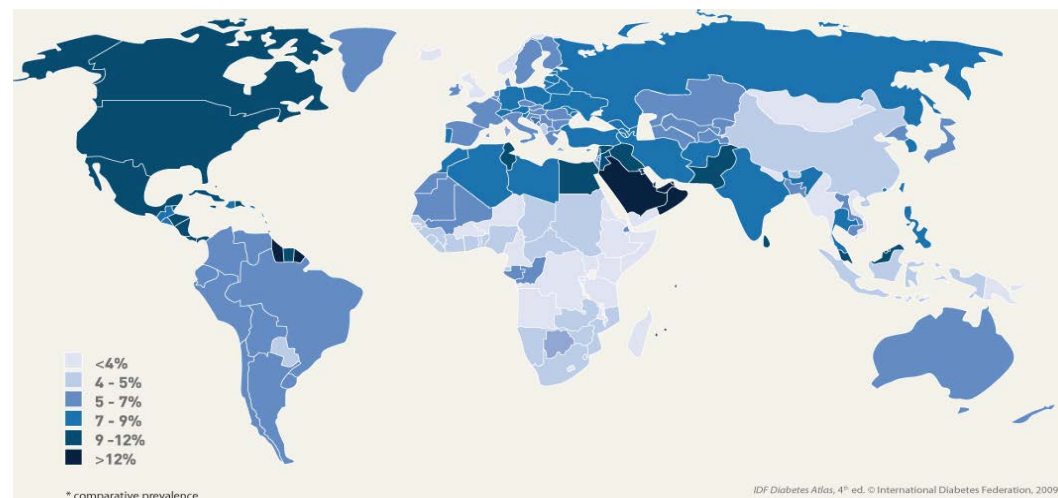 <4%
4 - 5%
5 - 7%
7 - 9%
9 -12%
>12%
* comparative prevalence
IDF Diabetes Atlas, 4th ed. © International Diabetes Federation, 2009